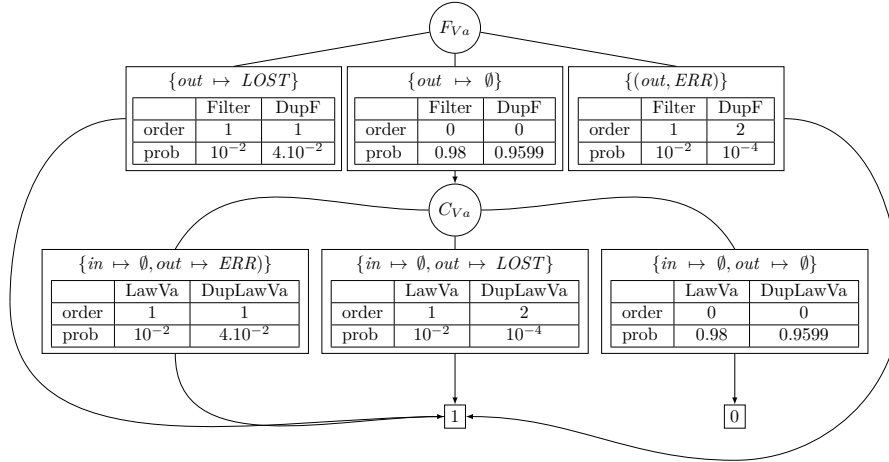 F_{Va}
{out ↦ LOST} {out ↦ ∅} {(out, ERR)}
Filter DupF Filter DupF Filter DupF
order 1 1 order 0 0 order 1 2
prob 10^{-2} 4.10^{-2} prob 0.98 0.9599 prob 10^{-2} 10^{-4}
C_{Va}
{in ↦ ∅, out ↦ ERR)} {in ↦ ∅, out ↦ LOST} {in ↦ ∅, out ↦ ∅}
LawVa DupLawVa LawVa DupLawVa LawVa DupLawVa
order 1 1 order 1 2 order 0 0
prob 10^{-2} 4.10^{-2} prob 10^{-2} 10^{-4} prob 0.98 0.9599
1 0